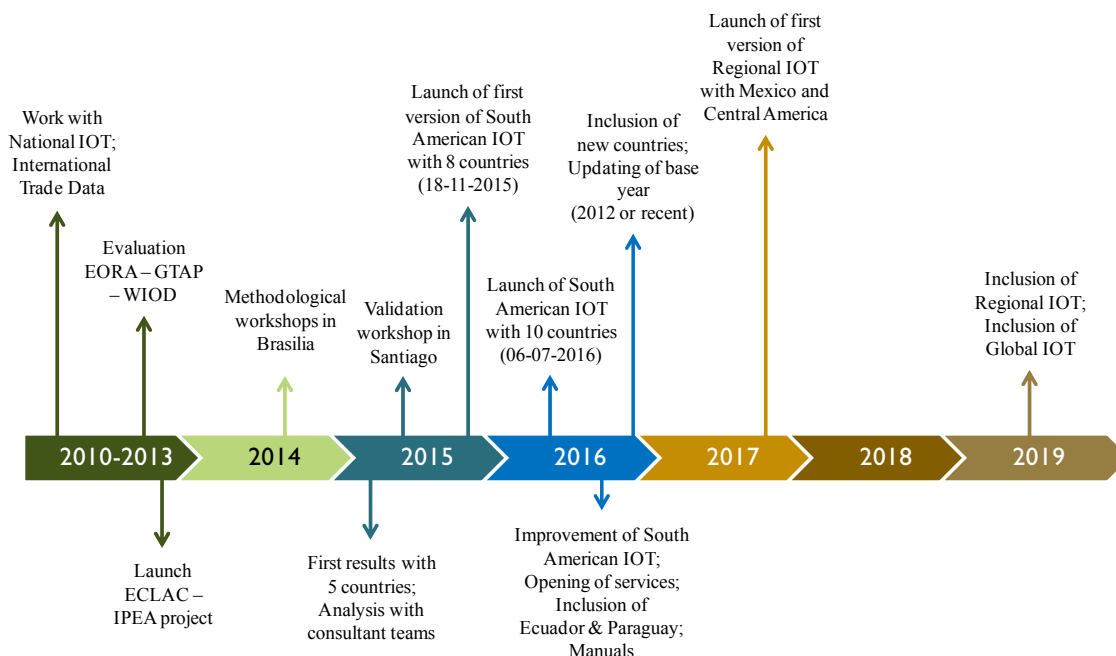 Work with
National IOT;
International
Trade Data
Evaluation
EORA – GTAP
– WIOD
Methodological
workshops in
Brasilia
Validation
workshop in
Santiago
Launch of first
version of South
American IOT
with 8 countries
(18-11-2015)
Launch of South
American IOT
with 10 countries
(06-07-2016)
Inclusion of
new countries;
Updating of base
year
(2012 or recent)
Launch of first
version of
Regional IOT
with Mexico and
Central America
Inclusion of
Regional IOT;
Inclusion of
Global IOT
2010-2013
2014
2015
2016
2017
2018
2019
Launch
ECLAC –
IPEA project
First results with
5 countries;
Analysis with
consultant teams
Improvement of South
American IOT;
Opening of services;
Inclusion of
Ecuador & Paraguay;
Manuals